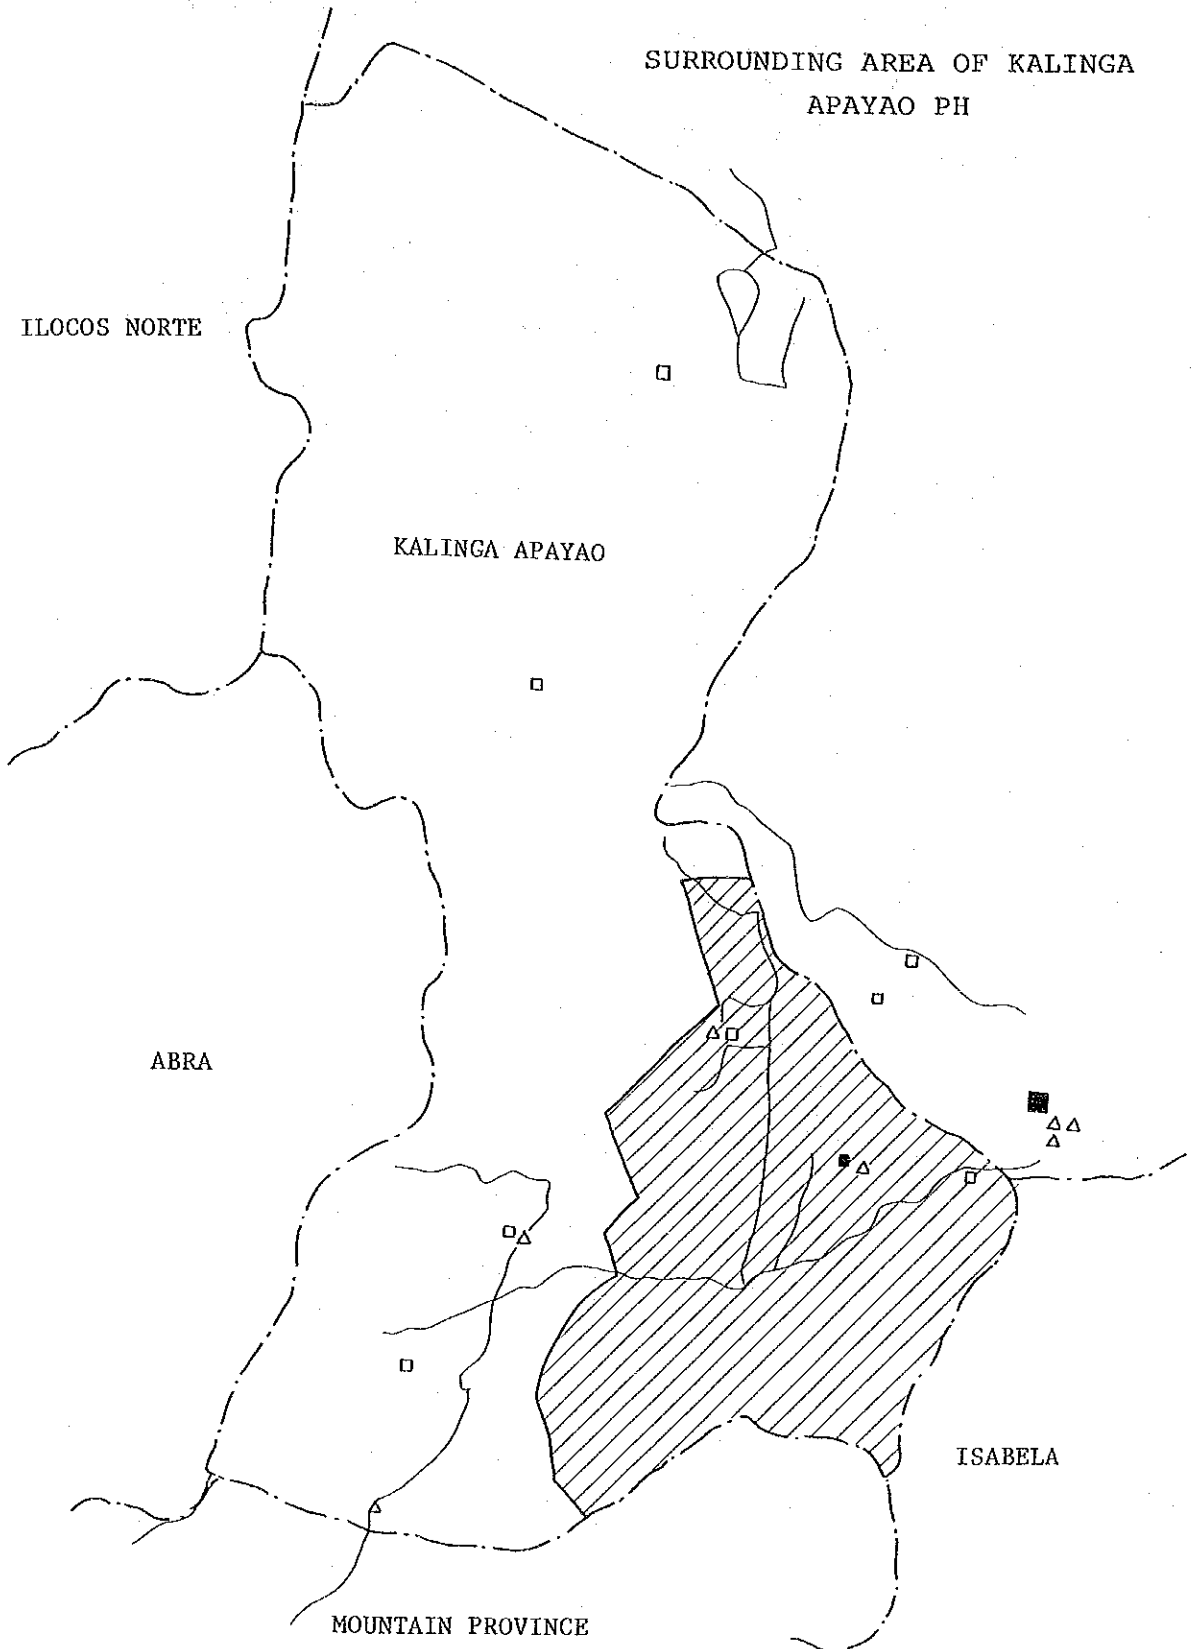 SURROUNDING AREA OF KALINGA
APAYAO PH
ILOCOS NORTE
KALINGA APAYAO
ABRA
ISABELA
MOUNTAIN PROVINCE